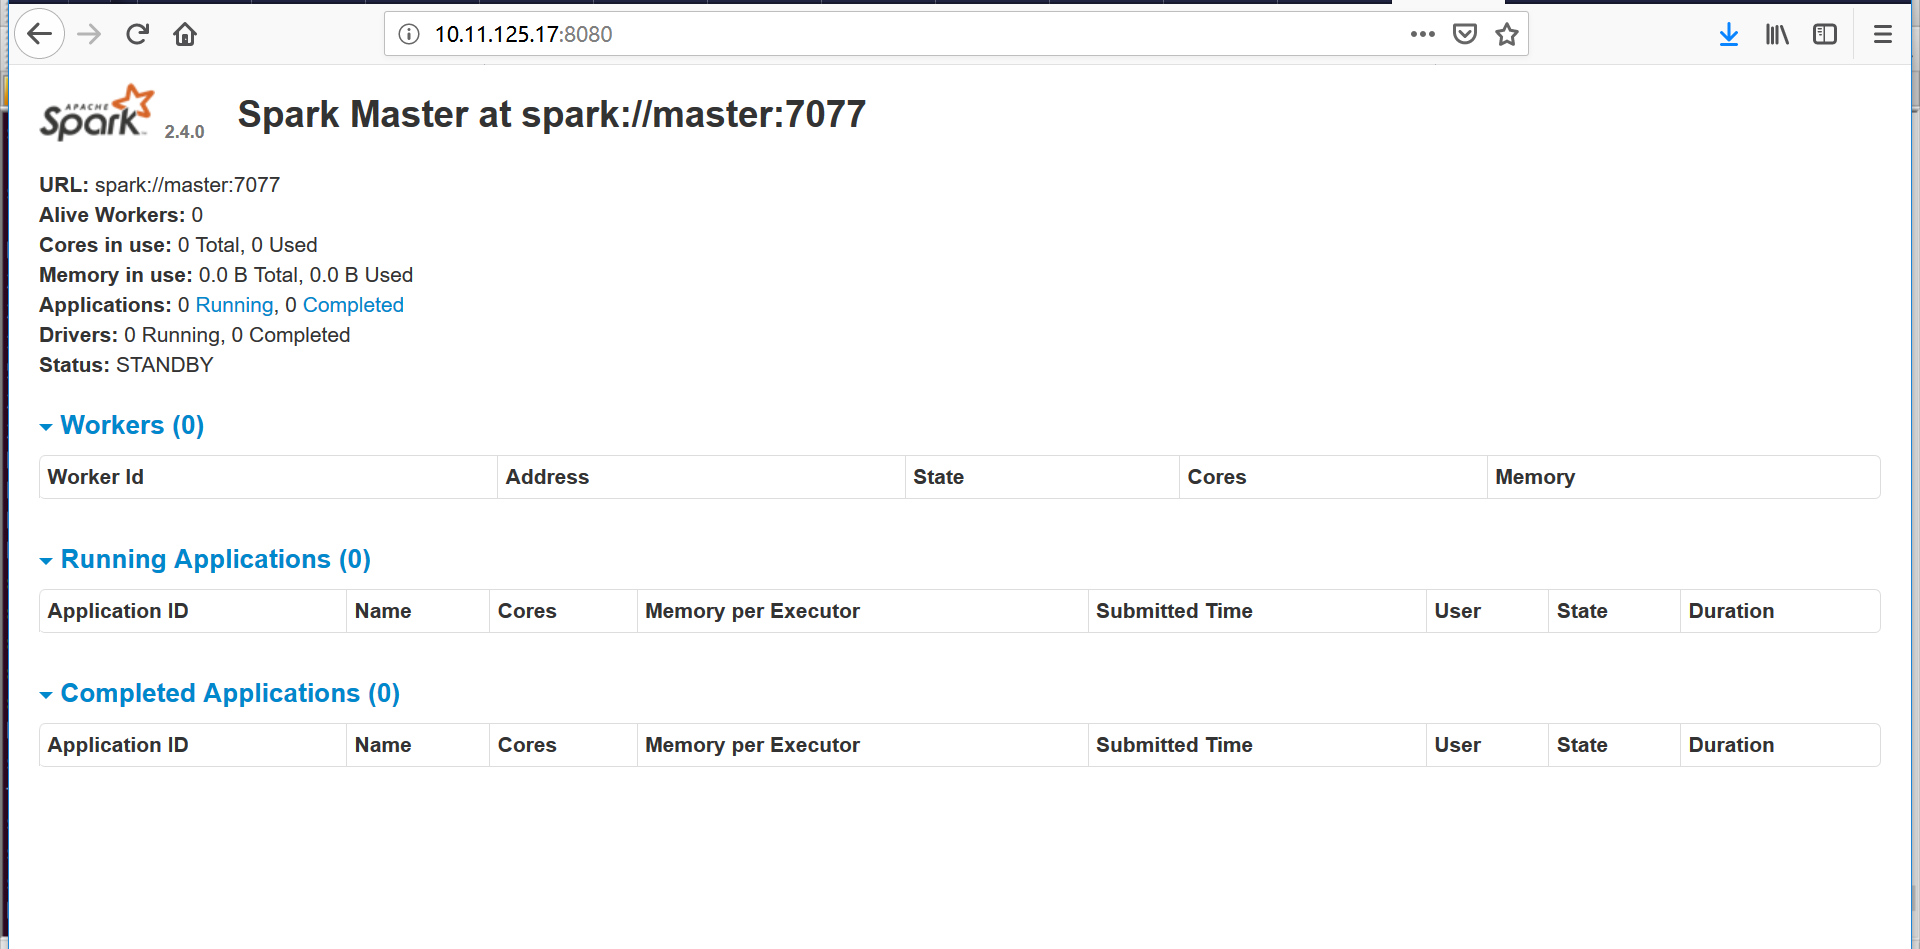 10.11.125.17:8080
APACHE
Spark™ 2.4.0 Spark Master at spark://master:7077
URL: spark://master:7077
Alive Workers: 0
Cores in use: 0 Total, 0 Used
Memory in use: 0.0 B Total, 0.0 B Used
Applications: 0 Running, 0 Completed
Drivers: 0 Running, 0 Completed
Status: STANDBY
Workers (0)
Worker Id Address State Cores Memory
Running Applications (0)
Application ID Name Cores Memory per Executor Submitted Time User State Duration
Completed Applications (0)
Application ID Name Cores Memory per Executor Submitted Time User State Duration